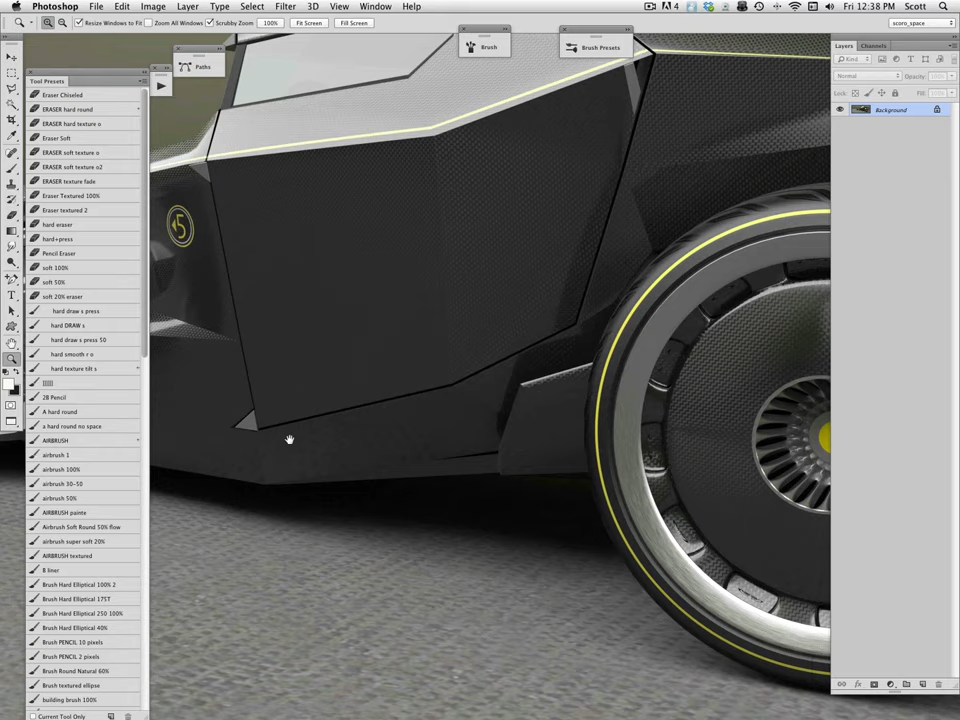 Photoshop File Edit Image Layer Type Select Filter 3D View Window Help
4 Fri 12:38 PM Scott
Resize Windows to Fit Zoom All Windows Scrubby Zoom 100% Fit Screen Fill Screen scoro_space
Brush
Brush Presets
Paths
Layers Channels
Kind
Normal Opacity:
Lock: Fill:
Background
Tool Presets
Eraser Chiseled
ERASER hard round
ERASER hard texture o
Eraser Soft
ERASER soft texture o
ERASER soft texture o2
ERASER texture fade
Eraser Textured 100%
Eraser textured 2
hard eraser
hard+press
Pencil Eraser
soft 100%
soft 50%
soft 20% eraser
hard draw s press
hard DRAW s
hard draw s press 50
hard smooth r o
hard texture tilt s
2B Pencil
A hard round
a hard round no space
AIRBRUSH
airbrush 1
airbrush 100%
airbrush 30-50
airbrush 50%
AIRBRUSH painte
Airbrush Soft Round 50% flow
airbrush super soft 20%
AIRBRUSH textured
B liner
Brush Hard Elliptical 100% 2
Brush Hard Elliptical 175T
Brush Hard Elliptical 250 100%
Brush Hard Elliptical 40%
Brush PENCIL 10 pixels
Brush PENCIL 2 pixels
Brush Round Natural 60%
Brush textured ellipse
building brush 100%
Current Tool Only
5